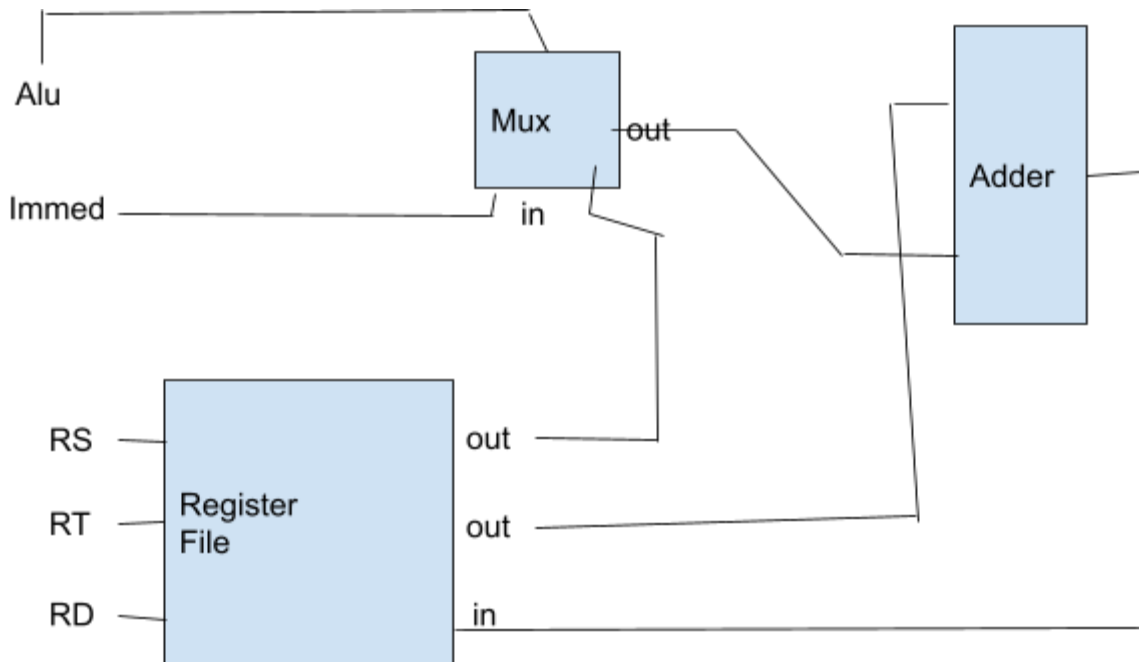 Alu
Mux
out
Adder
Immed
in
RS
out
Register
File
RT
out
RD
in